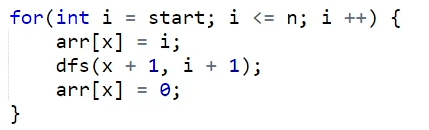 for(int i = start; i <= n; i ++) {
    arr[x] = i;
    dfs(x + 1, i + 1);
    arr[x] = 0;
}